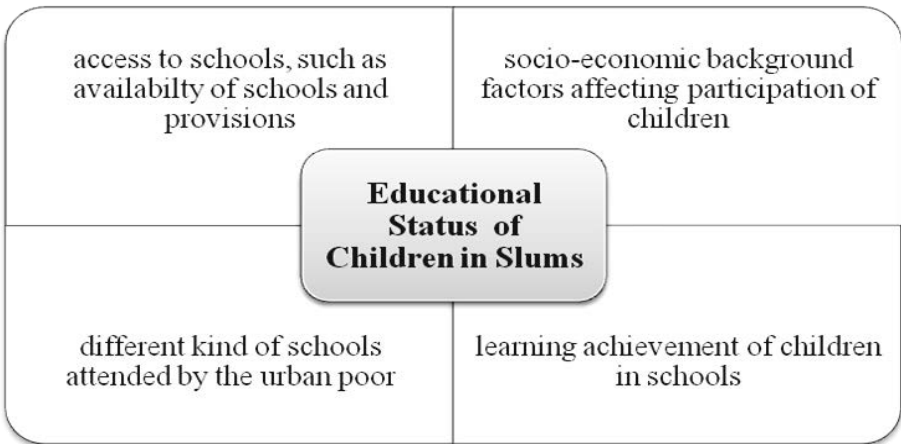 access to schools, such as
availabilty of schools and
provisions
socio-economic background
factors affecting participation of
children
Educational
Status of
Children in Slums
different kind of schools
attended by the urban poor
learning achievement of children
in schools